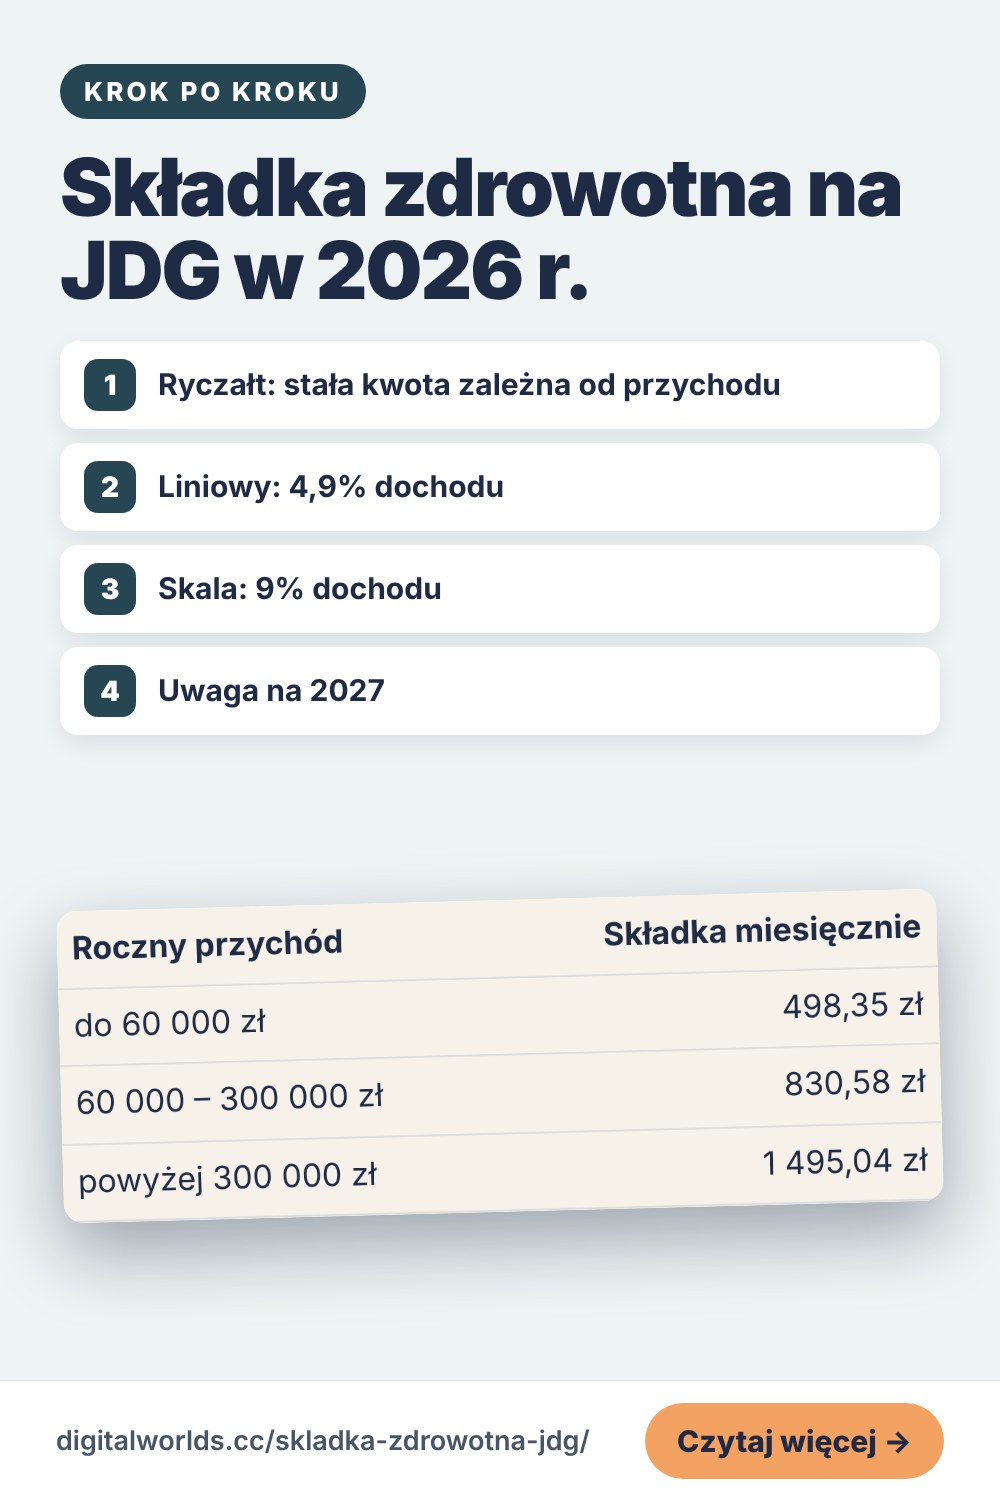 KROK PO KROKU
Składka zdrowotna na
JDG w 2026 r.
1 Ryczałt: stała kwota zależna od przychodu
2 Liniowy: 4,9% dochodu
3 Skala: 9% dochodu
4 Uwaga na 2027
Roczny przychód Składka miesięcznie
do 60 000 zł 498,35 zł
60 000 – 300 000 zł 830,58 zł
powyżej 300 000 zł 1 495,04 zł
digitalworlds.cc/skladka-zdrowotna-jdg/ Czytaj więcej →